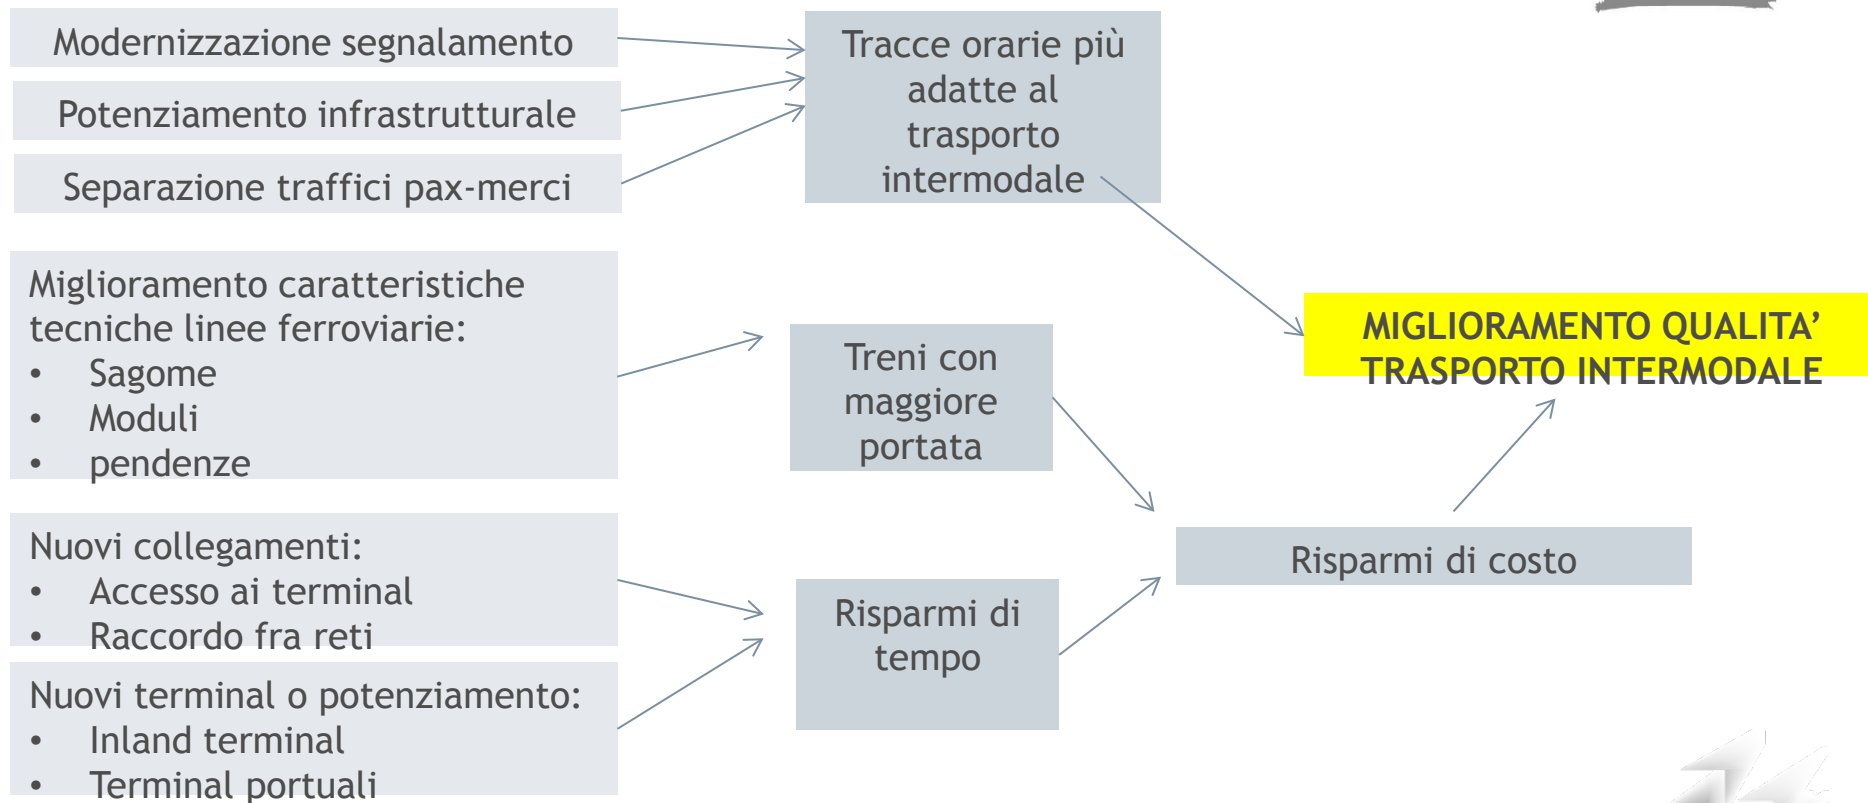 Modernizzazione segnalamento
Potenziamento infrastrutturale
Separazione traffici pax-merci
Tracce orarie più
adatte al
trasporto
intermodale
Miglioramento caratteristiche
tecniche linee ferroviarie:
• Sagome
• Moduli
• pendenze
Treni con
maggiore
portata
MIGLIORAMENTO QUALITA’
TRASPORTO INTERMODALE
Nuovi collegamenti:
• Accesso ai terminal
• Raccordo fra reti
Risparmi di
tempo
Risparmi di costo
Nuovi terminal o potenziamento:
• Inland terminal
• Terminal portuali